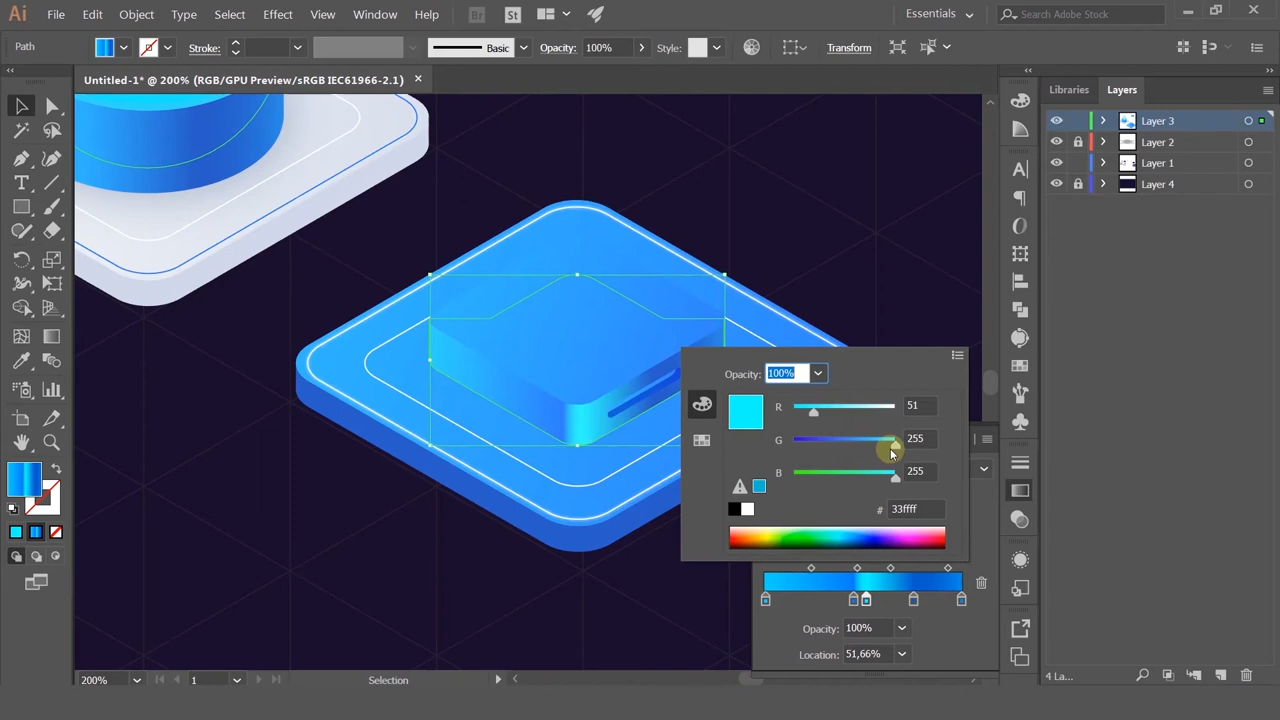 Ai File Edit Object Type Select Effect View Window Help Br St Essentials Search Adobe Stock
Path Stroke: Basic Opacity: 100% Style: Transform
Untitled-1* @ 200% (RGB/GPU Preview/sRGB IEC61966-2.1) ×
Libraries Layers
Layer 3
Layer 2
Layer 1
Layer 4
Opacity: 100%
R 51
G 255
B 255
# 33ffff
Opacity: 100%
Location: 51,66%
200% 1 Selection
4 La...